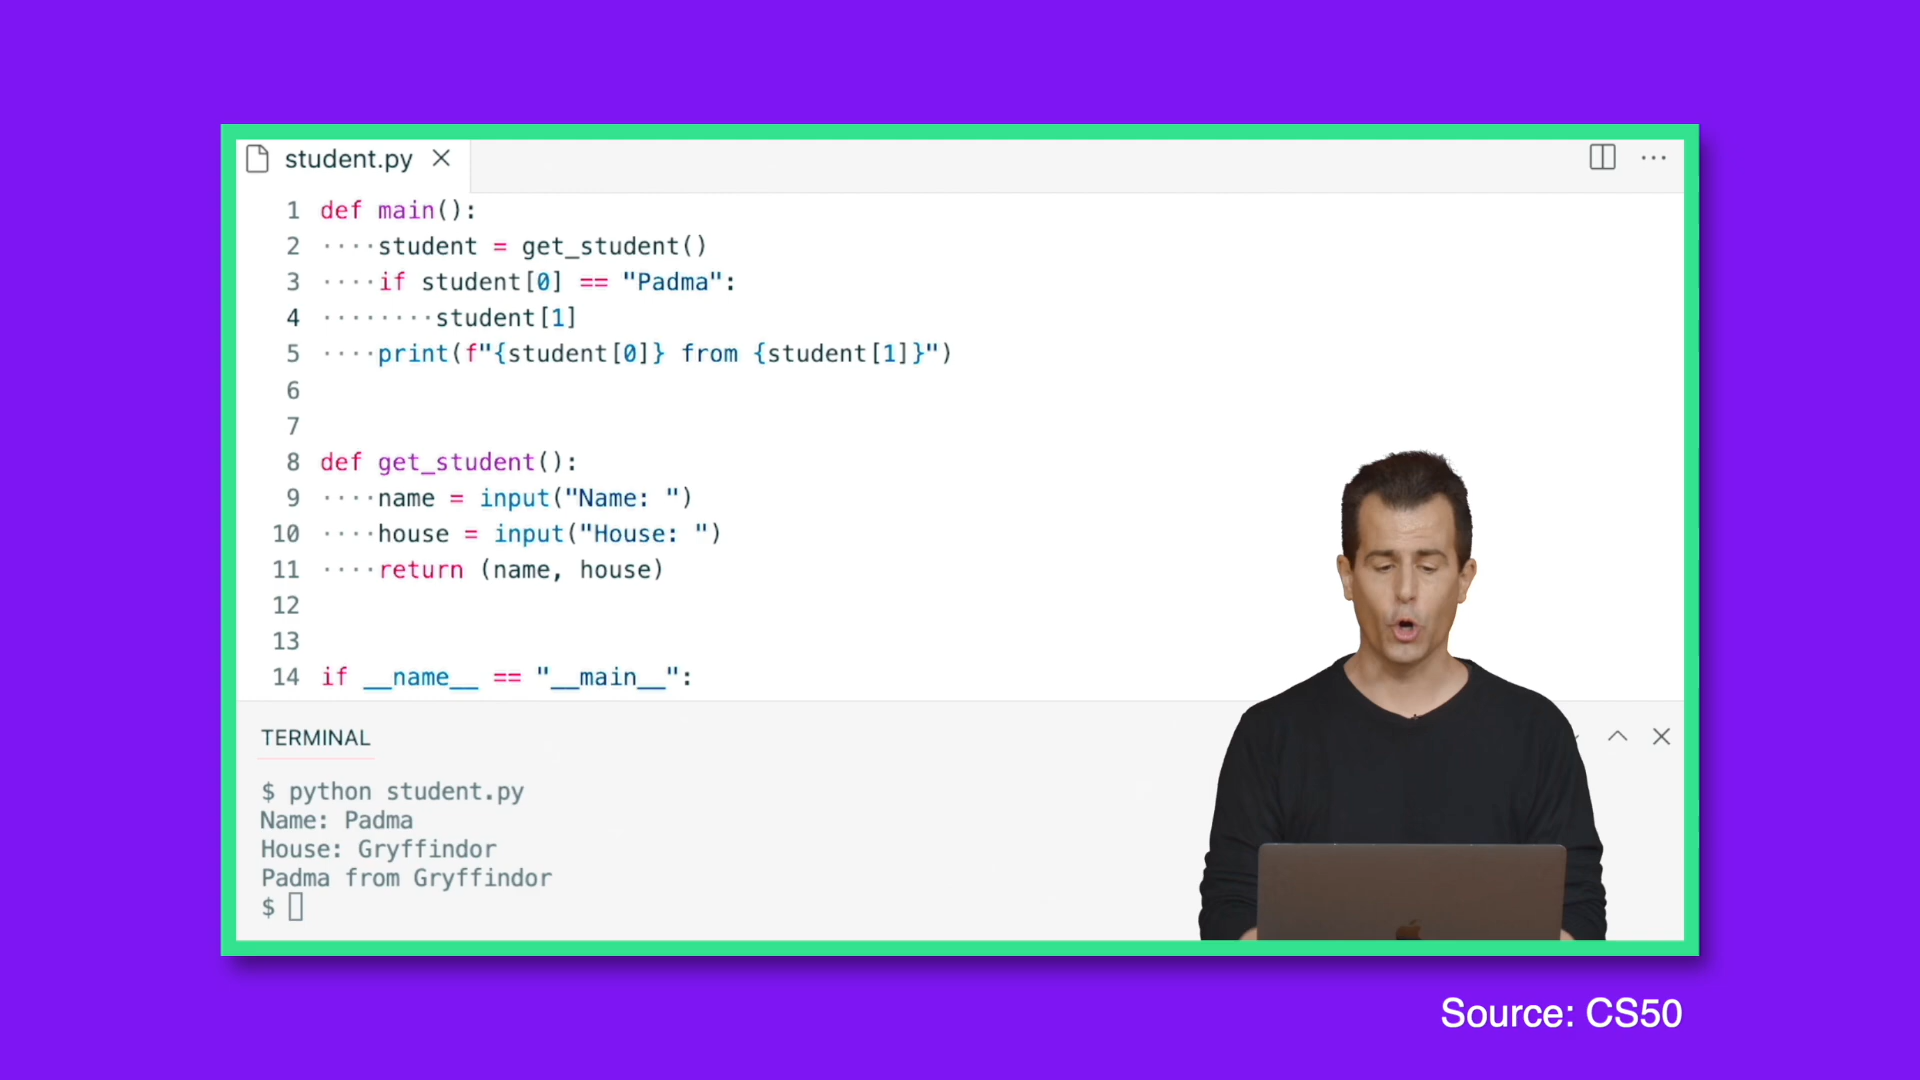 student.py
1 def main():
2 ····student = get_student()
3 ····if student[0] == "Padma":
4 ········student[1]
5 ····print(f"{student[0]} from {student[1]}")
6
7
8 def get_student():
9 ····name = input("Name: ")
10 ····house = input("House: ")
11 ····return (name, house)
12
13
14 if __name__ == "__main__":
TERMINAL
$ python student.py
Name: Padma
House: Gryffindor
Padma from Gryffindor
$
Source: CS50